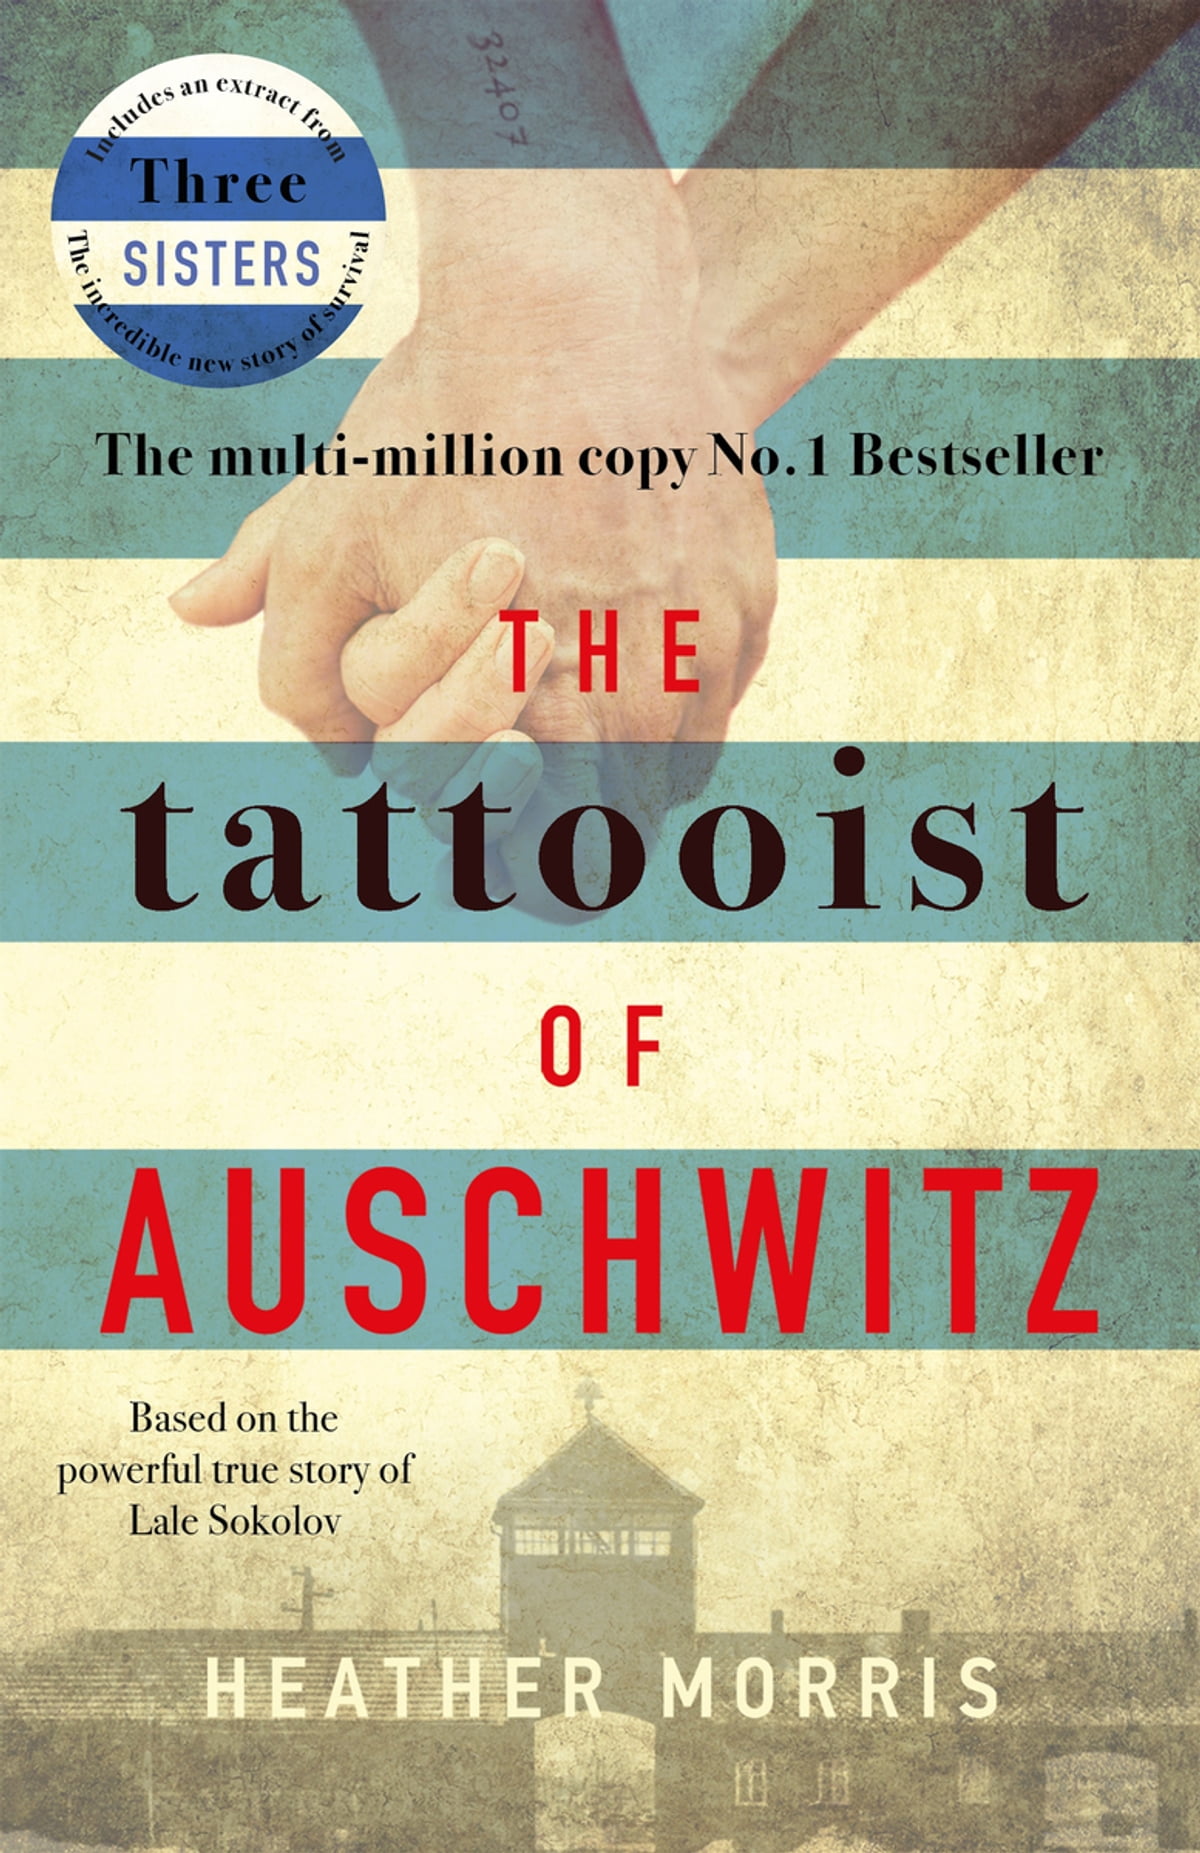 32407
Includes an extract from
Three
SISTERS
The incredible new story of survival
The multi-million copy No.1 Bestseller
THE
tattooist
OF
AUSCHWITZ
Based on the
powerful true story of
Lale Sokolov
HEATHER MORRIS